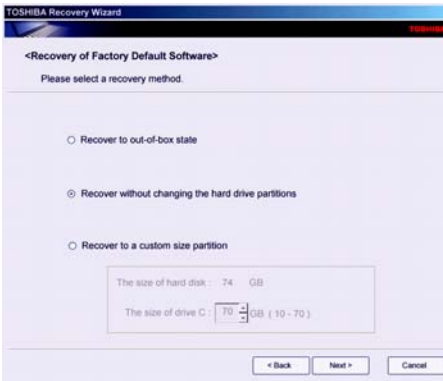 TOSHIBA Recovery Wizard
TOSHIBA
<Recovery of Factory Default Software>
Please select a recovery method.
Recover to out-of-box state
Recover without changing the hard drive partitions
Recover to a custom size partition
The size of hard disk : 74 GB
The size of drive C : 70 GB ( 10 - 70 )
< Back Next > Cancel